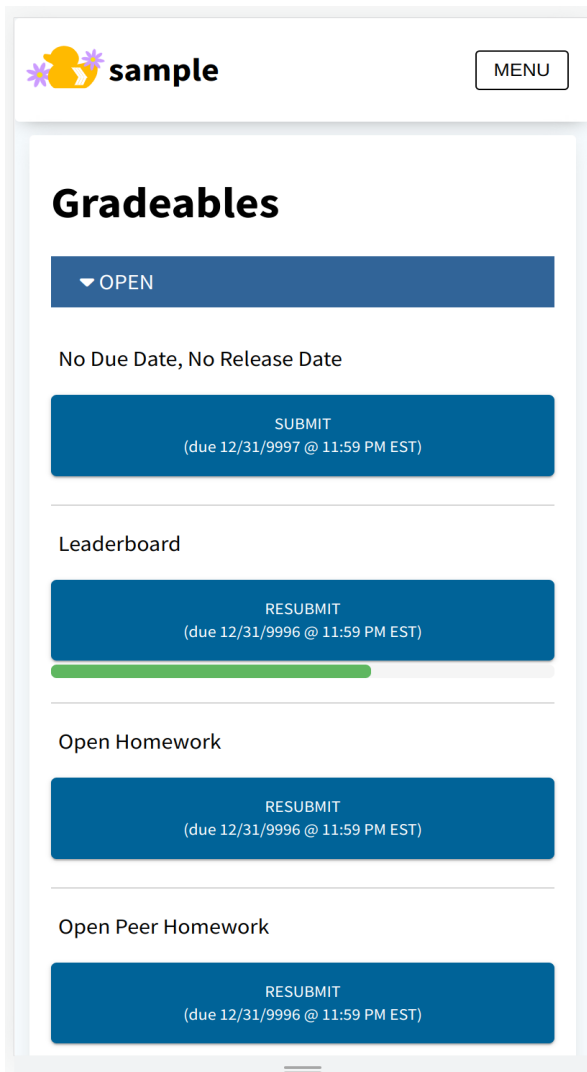 sample
MENU
Gradeables
OPEN
No Due Date, No Release Date
SUBMIT
(due 12/31/9997 @ 11:59 PM EST)
Leaderboard
RESUBMIT
(due 12/31/9996 @ 11:59 PM EST)
Open Homework
RESUBMIT
(due 12/31/9996 @ 11:59 PM EST)
Open Peer Homework
RESUBMIT
(due 12/31/9996 @ 11:59 PM EST)